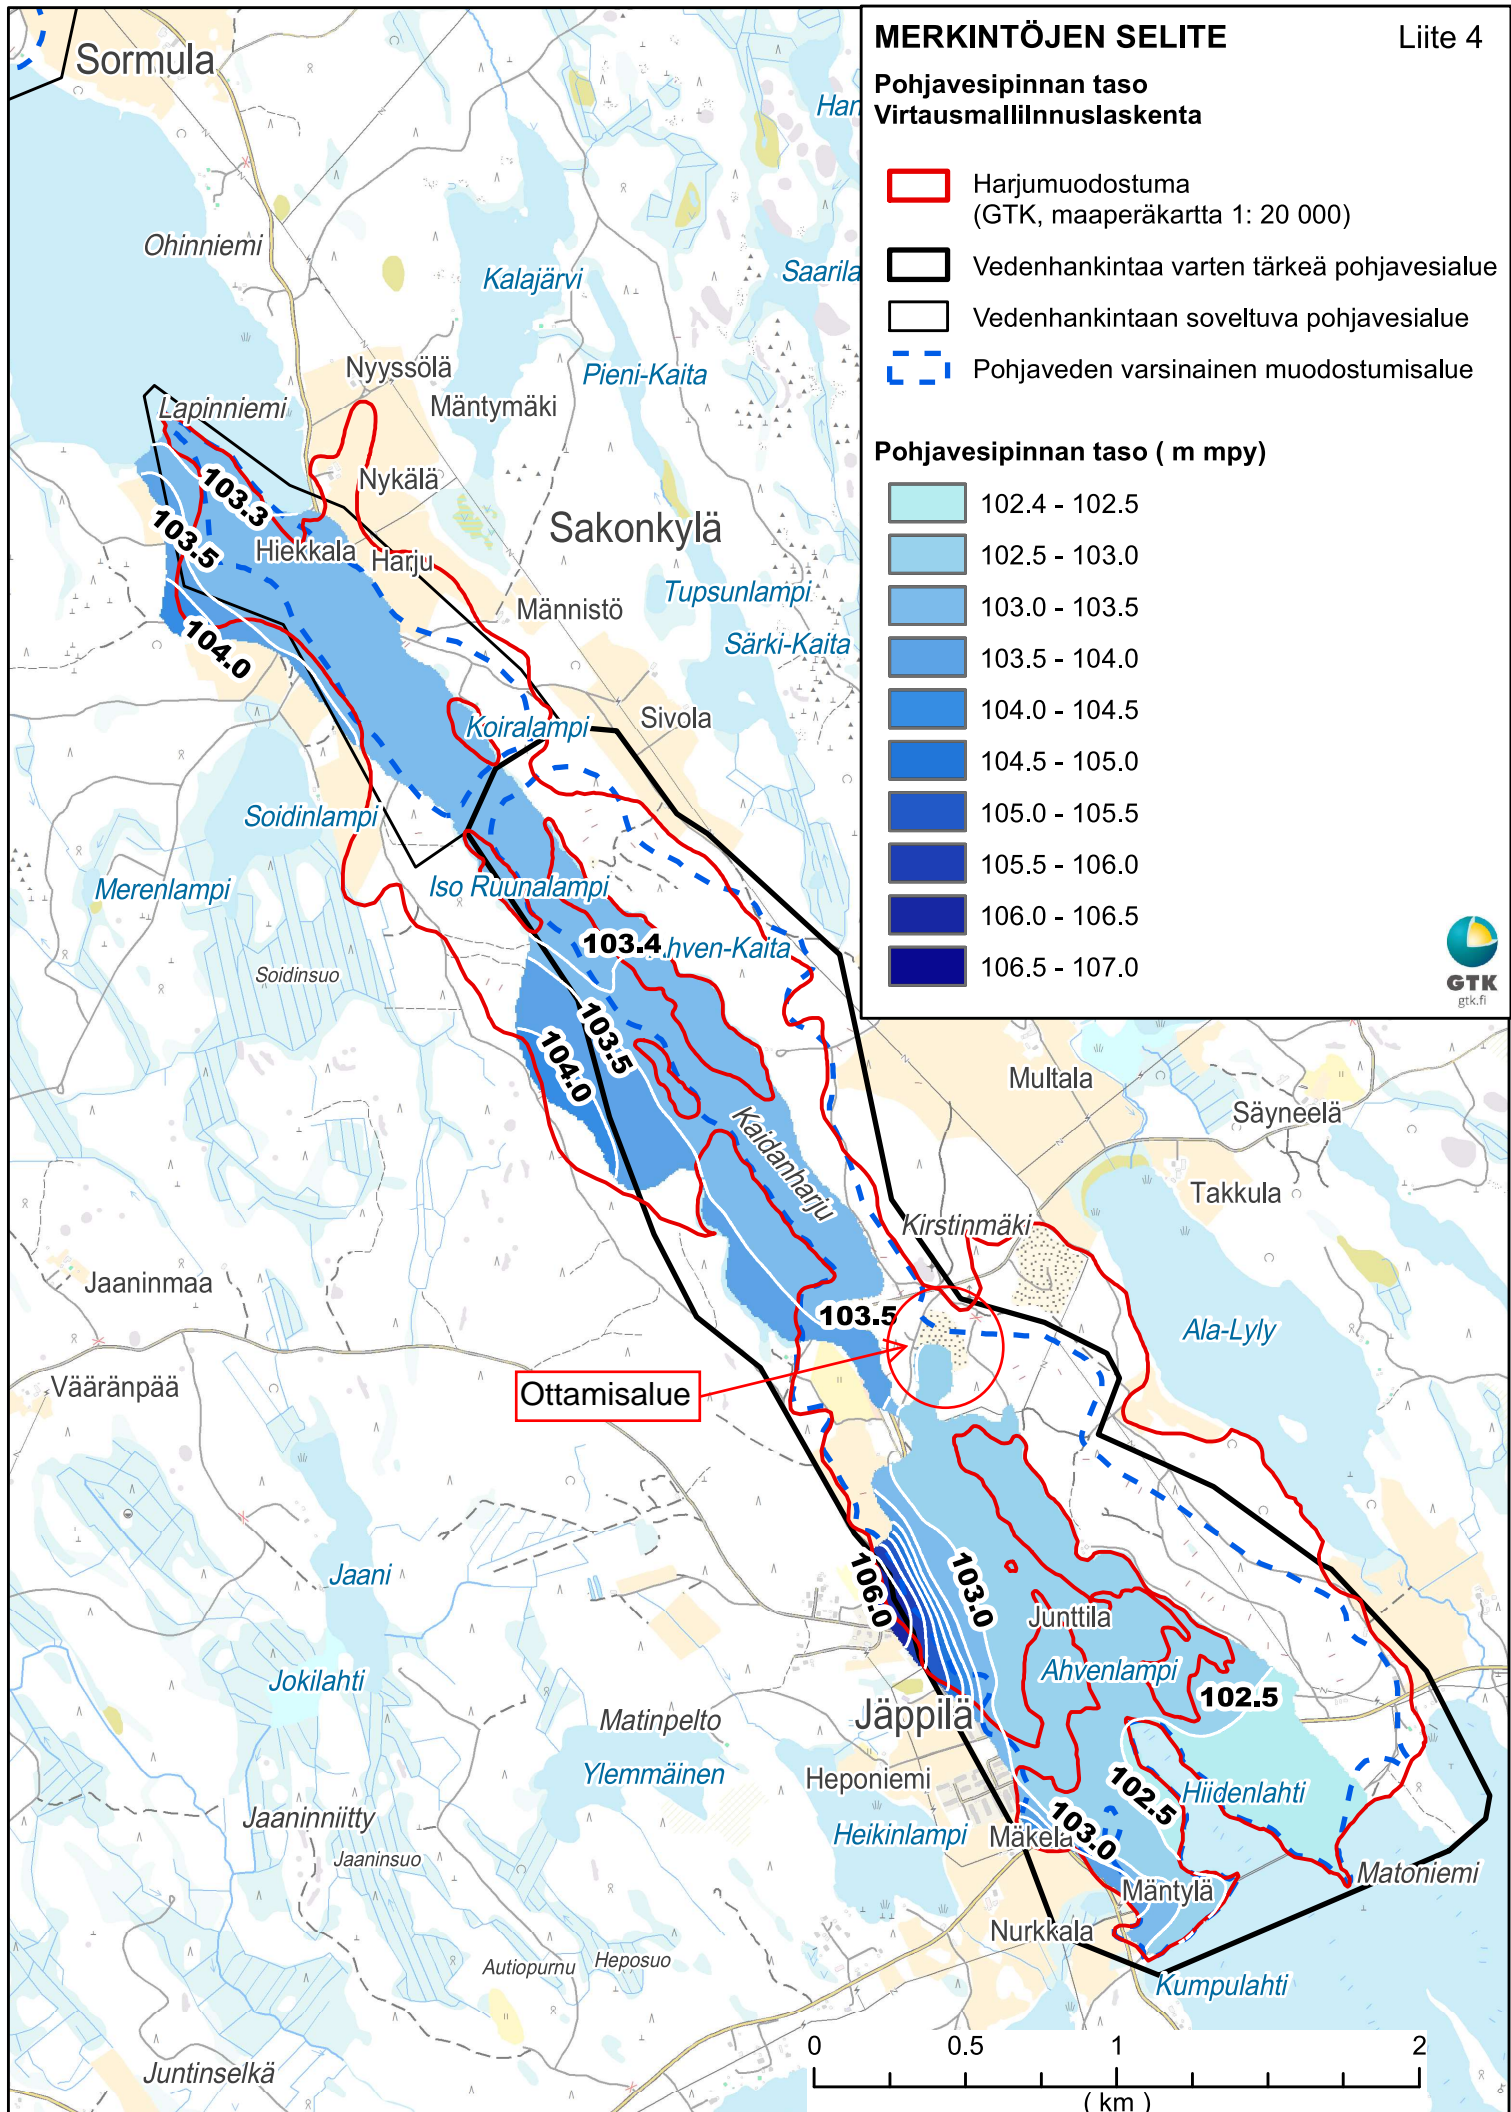 MERKINTÖJEN SELITE
Liite 4
Pohjavesipinnan taso
Virtausmallilnnuslaskenta
Harjumuodostuma
(GTK, maaperäkartta 1: 20 000)
Vedenhankintaa varten tärkeä pohjavesialue
Vedenhankintaan soveltuva pohjavesialue
Pohjaveden varsinainen muodostumisalue
Pohjavesipinnan taso ( m mpy)
102.4 - 102.5
102.5 - 103.0
103.0 - 103.5
103.5 - 104.0
104.0 - 104.5
104.5 - 105.0
105.0 - 105.5
105.5 - 106.0
106.0 - 106.5
106.5 - 107.0
GTK
gtk.fi
Sormula
Han
Ohinniemi
Kalajärvi
Saarila
Nyyssölä
Pieni-Kaita
Lapinniemi
Mäntymäki
103.3
Nykälä
103.5
Sakonkylä
Hiekkala
Harju
Tupsunlampi
Männistö
104.0
Särki-Kaita
Koiralampi
Sivola
Soidinlampi
Merenlampi
Iso Ruunalampi
103.4
hven-Kaita
Soidinsuo
103.5
104.0
Multala
Säyneelä
Kaidanharju
Takkula
Kirstinmäki
Jaaninmaa
103.5
Ala-Lyly
Vääränpää
Ottamisalue
Jaani
106.0
103.0
Junttila
Jokilahti
Ahvenlampi
102.5
Matinpelto
Jäppilä
Ylemmäinen
Heponiemi
102.5
Hiidenlahti
Jaaninniitty
Heikinlampi
Mäkelä
103.0
Jaaninsuo
Matoniemi
Mäntylä
Nurkkala
Autiopurnu
Heposuo
Kumpulahti
Juntinselkä
0
0.5
1
2
( km )